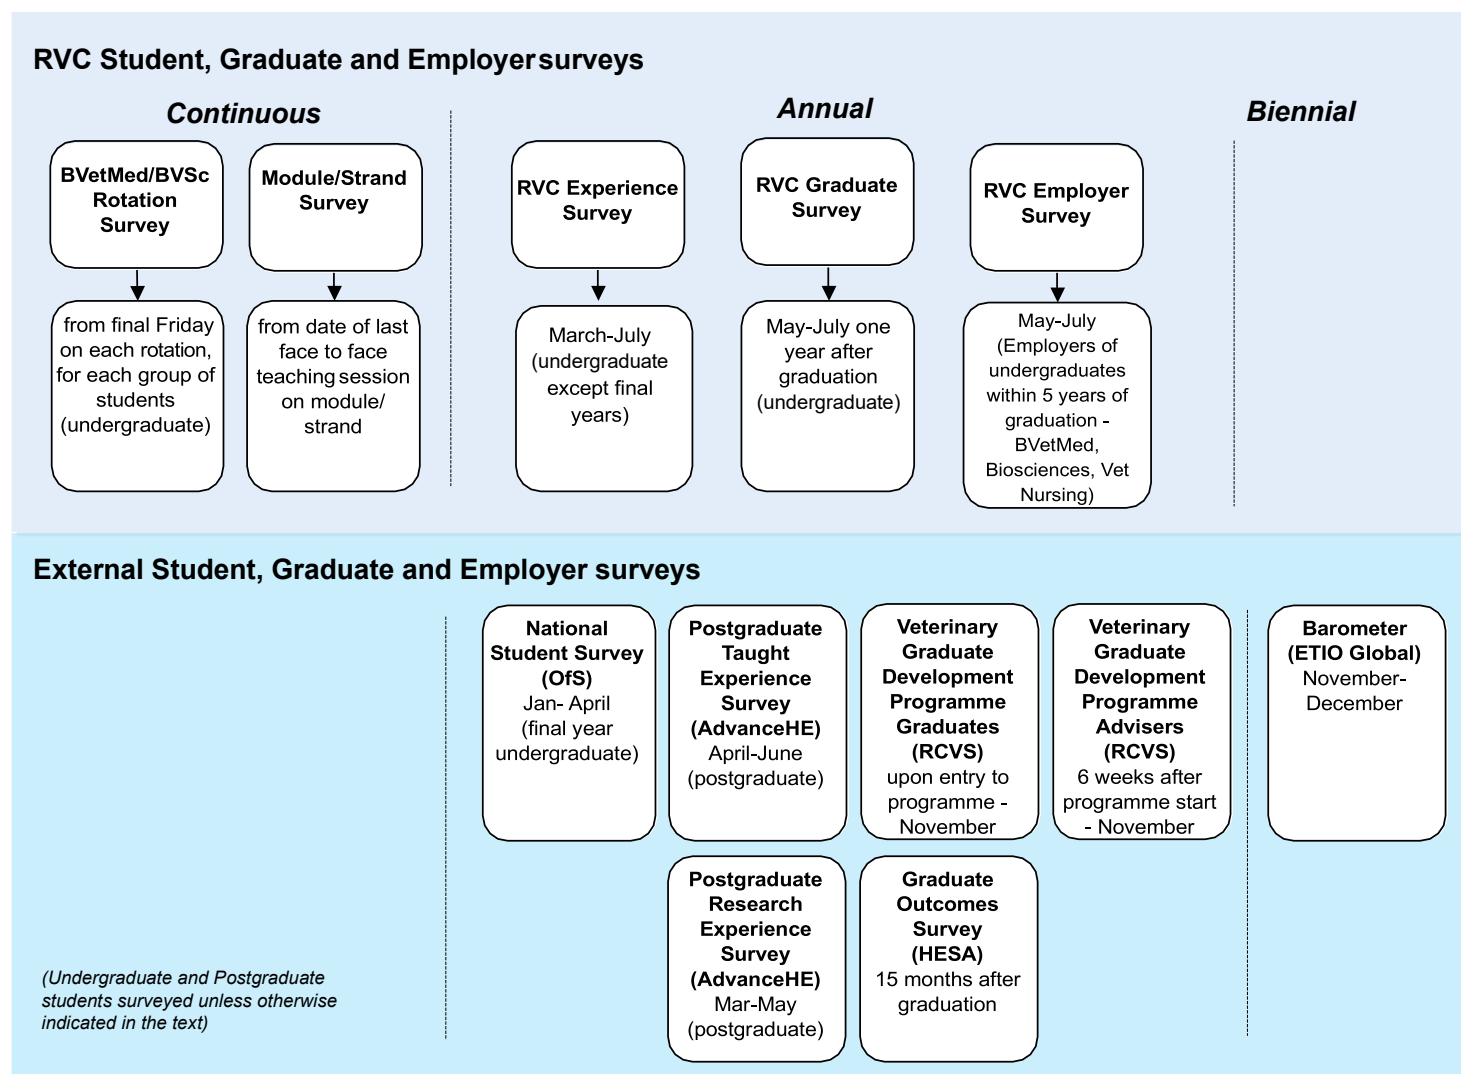 RVC Student, Graduate and Employer surveys
Continuous
Annual
Biennial
BVetMed/BVSc
Rotation
Survey
from final Friday
on each rotation,
for each group of
students
(undergraduate)
Module/Strand
Survey
from date of last
face to face
teaching session
on module/
strand
RVC Experience
Survey
March-July
(undergraduate
except final
years)
RVC Graduate
Survey
May-July one
year after
graduation
(undergraduate)
RVC Employer
Survey
May-July
(Employers of
undergraduates
within 5 years of
graduation -
BVetMed,
Biosciences, Vet
Nursing)
External Student, Graduate and Employer surveys
National
Student Survey
(OfS)
Jan- April
(final year
undergraduate)
Postgraduate
Taught
Experience
Survey
(AdvanceHE)
April-June
(postgraduate)
Veterinary
Graduate
Development
Programme
Graduates
(RCVS)
upon entry to
programme -
November
Veterinary
Graduate
Development
Programme
Advisers
(RCVS)
6 weeks after
programme start
- November
Barometer
(ETIO Global)
November-
December
Postgraduate
Research
Experience
Survey
(AdvanceHE)
Mar-May
(postgraduate)
Graduate
Outcomes
Survey
(HESA)
15 months after
graduation
(Undergraduate and Postgraduate
students surveyed unless otherwise
indicated in the text)